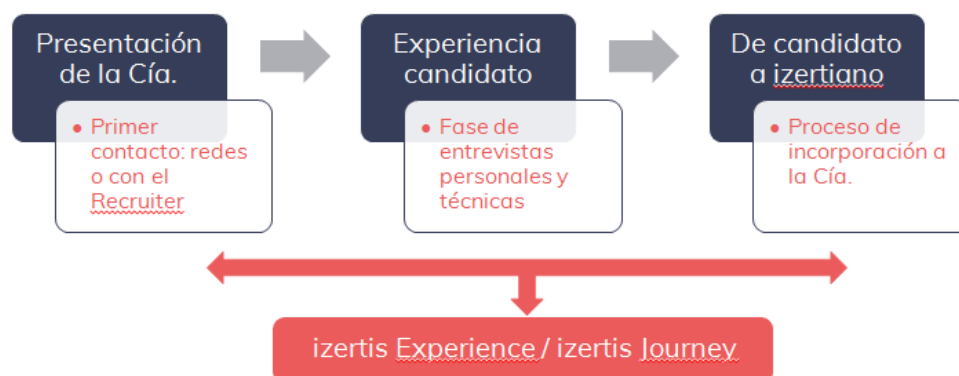 Presentación
de la Cía.
• Primer
contacto: redes
o con el
Recruiter
Experiencia
candidato
• Fase de
entrevistas
personales y
técnicas
De candidato
a izertiano
• Proceso de
incorporación a
la Cía.
izertis Experience / izertis Journey